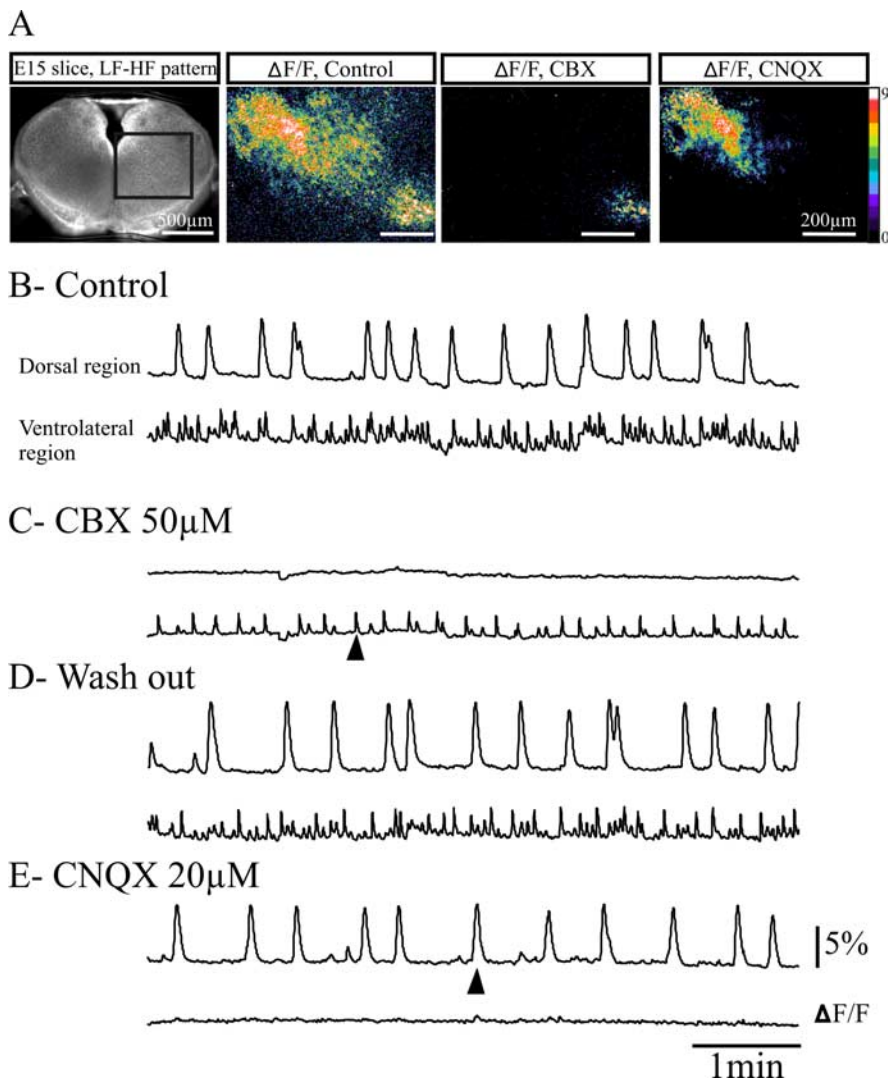 A
E15 slice, LF-HF pattern
ΔF/F, Control
ΔF/F, CBX
ΔF/F, CNQX
500µm
200µm
9
0
B- Control
Dorsal region
Ventrolateral
region
C- CBX 50µM
D- Wash out
E- CNQX 20µM
5%
ΔF/F
1min